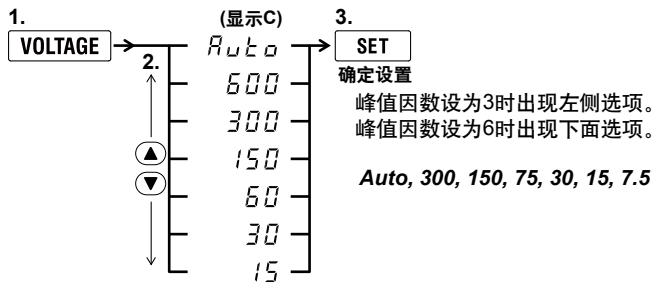 1.
(显示C)
3.
VOLTAGE
Auto
SET
2.
确定设置
600
峰值因数设为3时出现左侧选项。
300
峰值因数设为6时出现下面选项。
150
Auto, 300, 150, 75, 30, 15, 7.5
60
30
15